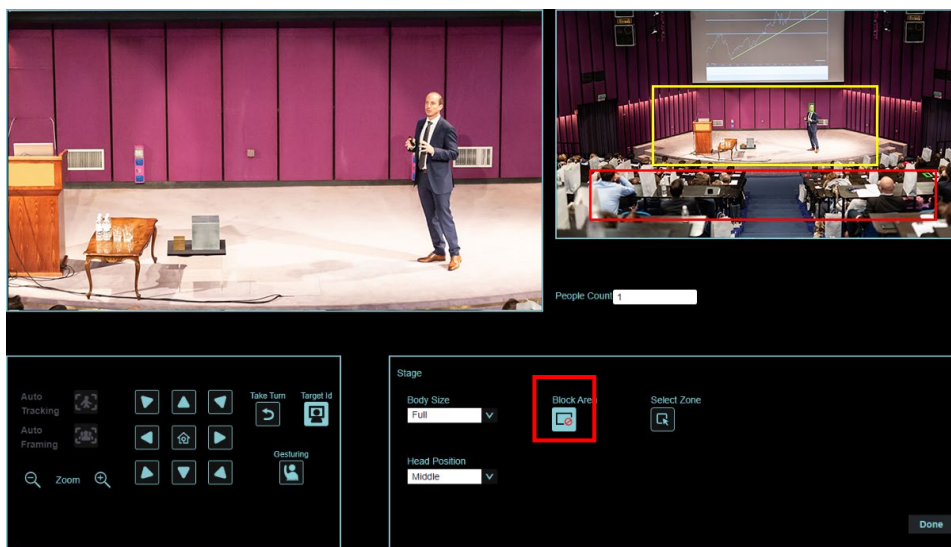 People Count 1
Auto
Tracking
Auto
Framing
Zoom
Take Turn
Target Id
Gesturing
Stage
Body Size
Full
Block Area
Select Zone
Head Position
Middle
Done